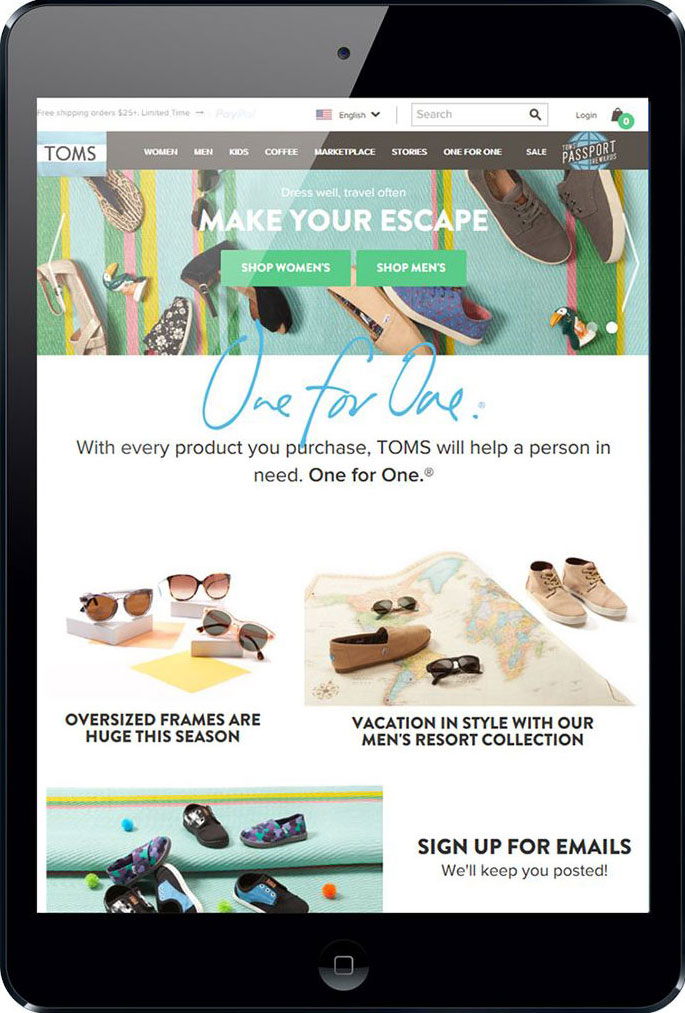 Free shipping orders $25+. Limited Time → PayPal
English
Search
Login
0
TOMS
WOMEN MEN KIDS COFFEE MARKETPLACE STORIES ONE FOR ONE SALE
TOMS
PASSPORT
REWARDS
Dress well, travel often
MAKE YOUR ESCAPE
SHOP WOMEN'S SHOP MEN'S
One for One.®
With every product you purchase, TOMS will help a person in
need. One for One.®
OVERSIZED FRAMES ARE
HUGE THIS SEASON
VACATION IN STYLE WITH OUR
MEN'S RESORT COLLECTION
SIGN UP FOR EMAILS
We'll keep you posted!